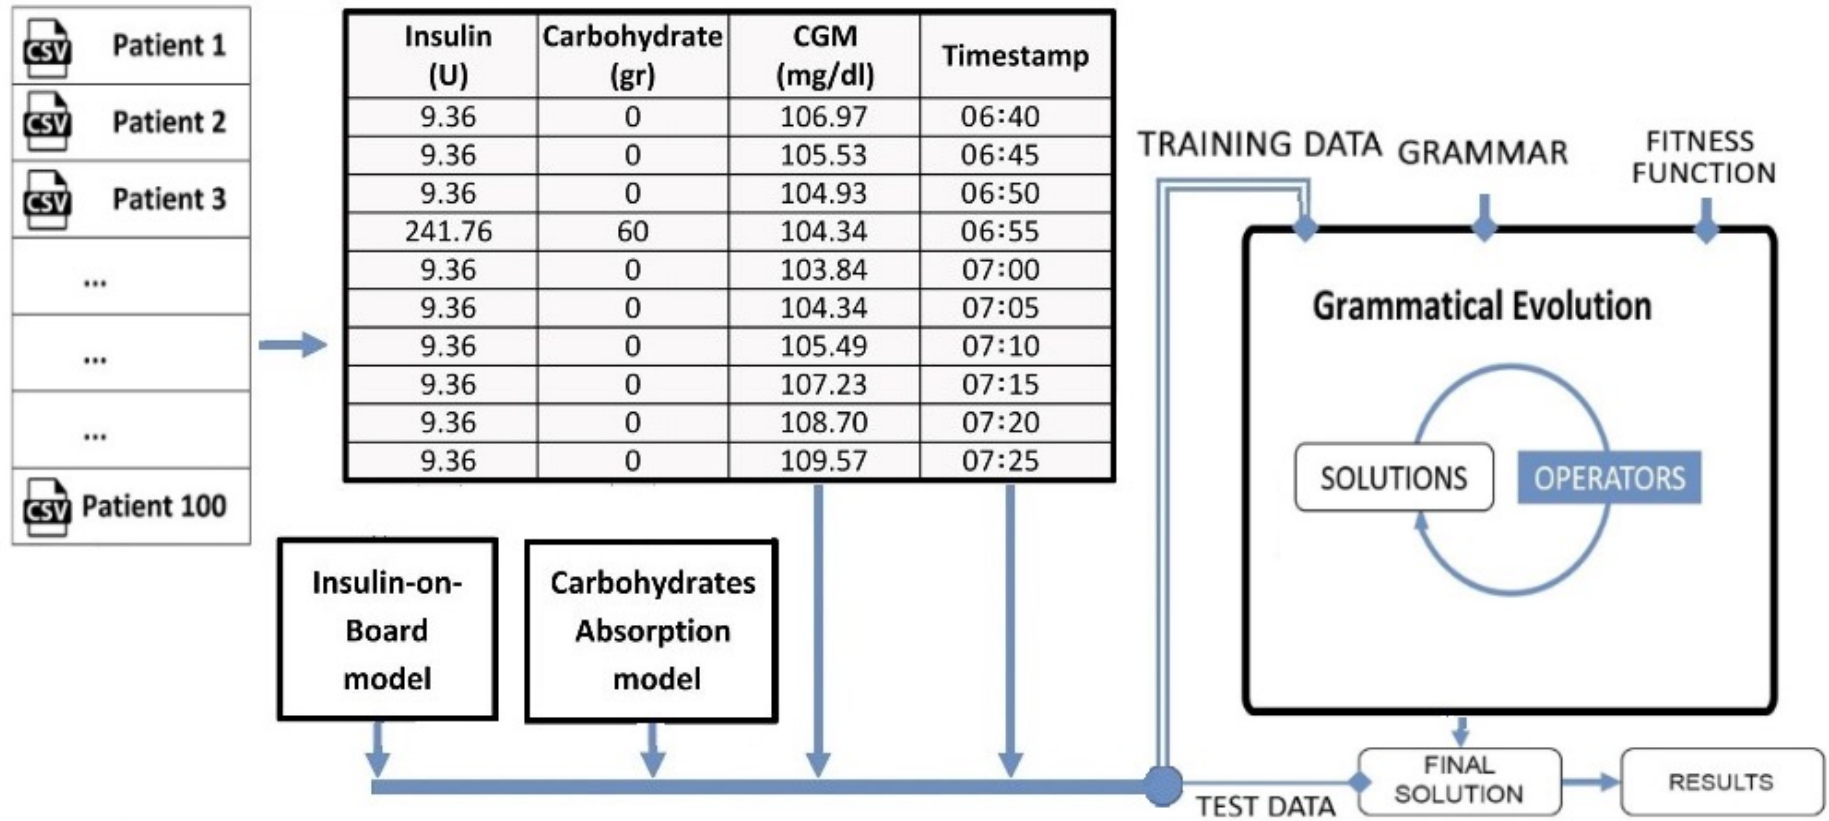 CSV Patient 1
CSV Patient 2
CSV Patient 3
...
...
...
CSV Patient 100
Insulin (U) Carbohydrate (gr) CGM (mg/dl) Timestamp
9.36 0 106.97 06:40
9.36 0 105.53 06:45
9.36 0 104.93 06:50
241.76 60 104.34 06:55
9.36 0 103.84 07:00
9.36 0 104.34 07:05
9.36 0 105.49 07:10
9.36 0 107.23 07:15
9.36 0 108.70 07:20
9.36 0 109.57 07:25
Insulin-on-
Board
model
Carbohydrates
Absorption
model
TRAINING DATA
GRAMMAR
FITNESS
FUNCTION
Grammatical Evolution
SOLUTIONS
OPERATORS
TEST DATA
FINAL
SOLUTION
RESULTS